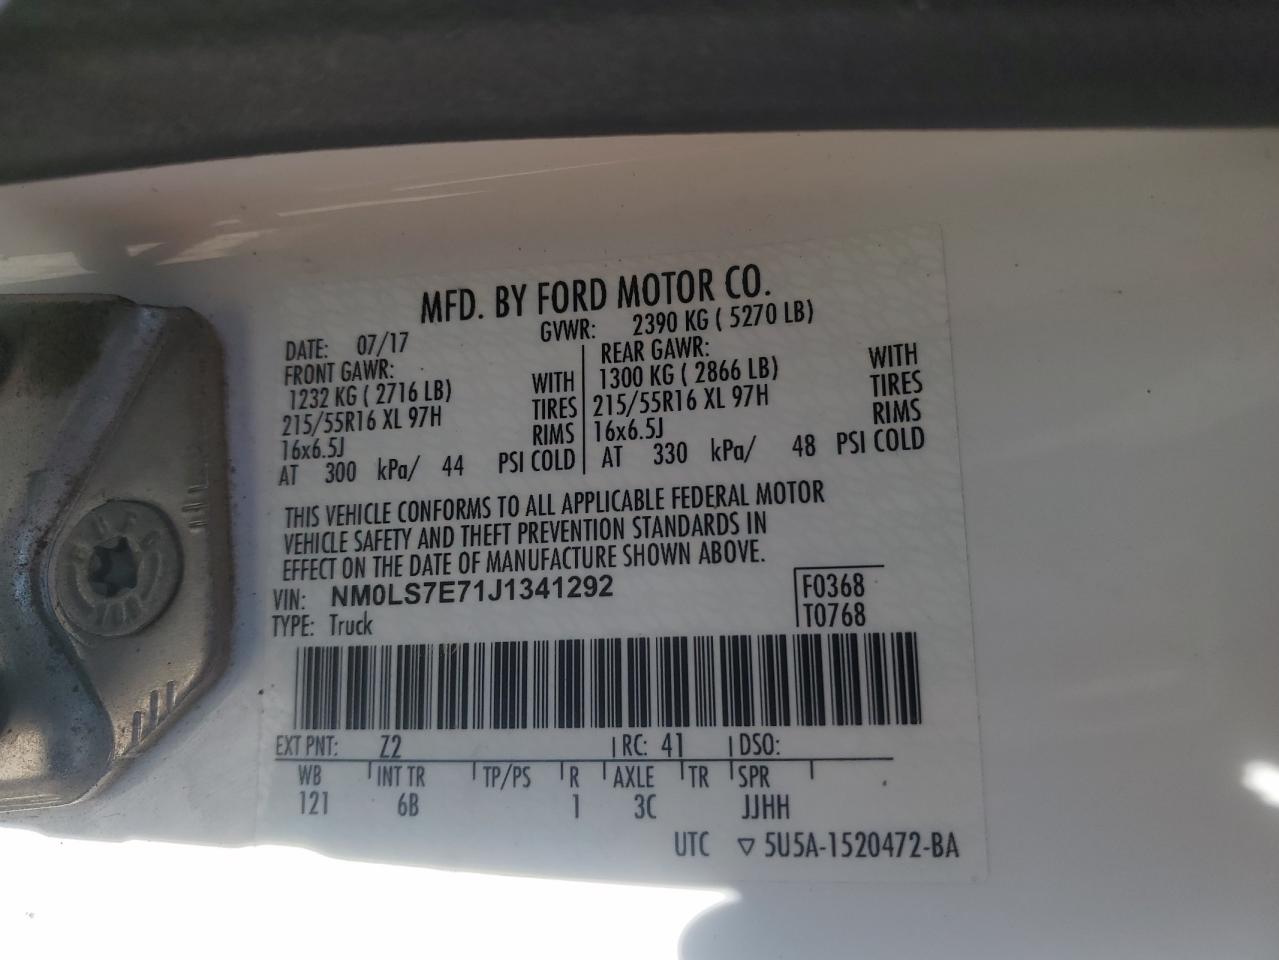 MFD. BY FORD MOTOR CO.
DATE: 07/17 GVWR: 2390 KG ( 5270 LB)
FRONT GAWR: REAR GAWR:
1232 KG ( 2716 LB) WITH 1300 KG ( 2866 LB) WITH
215/55R16 XL 97H TIRES 215/55R16 XL 97H TIRES
16x6.5J RIMS 16x6.5J RIMS
AT 300 kPa/ 44 PSI COLD AT 330 kPa/ 48 PSI COLD
THIS VEHICLE CONFORMS TO ALL APPLICABLE FEDERAL MOTOR
VEHICLE SAFETY AND THEFT PREVENTION STANDARDS IN
EFFECT ON THE DATE OF MANUFACTURE SHOWN ABOVE.
VIN: NM0LS7E71J1341292 F0368
TYPE: Truck T0768
EXT PNT: Z2 RC: 41 DSO:
WB INT TR TP/PS R AXLE TR SPR
121 6B 1 3C JJHH
UTC ▽ 5U5A-1520472-BA